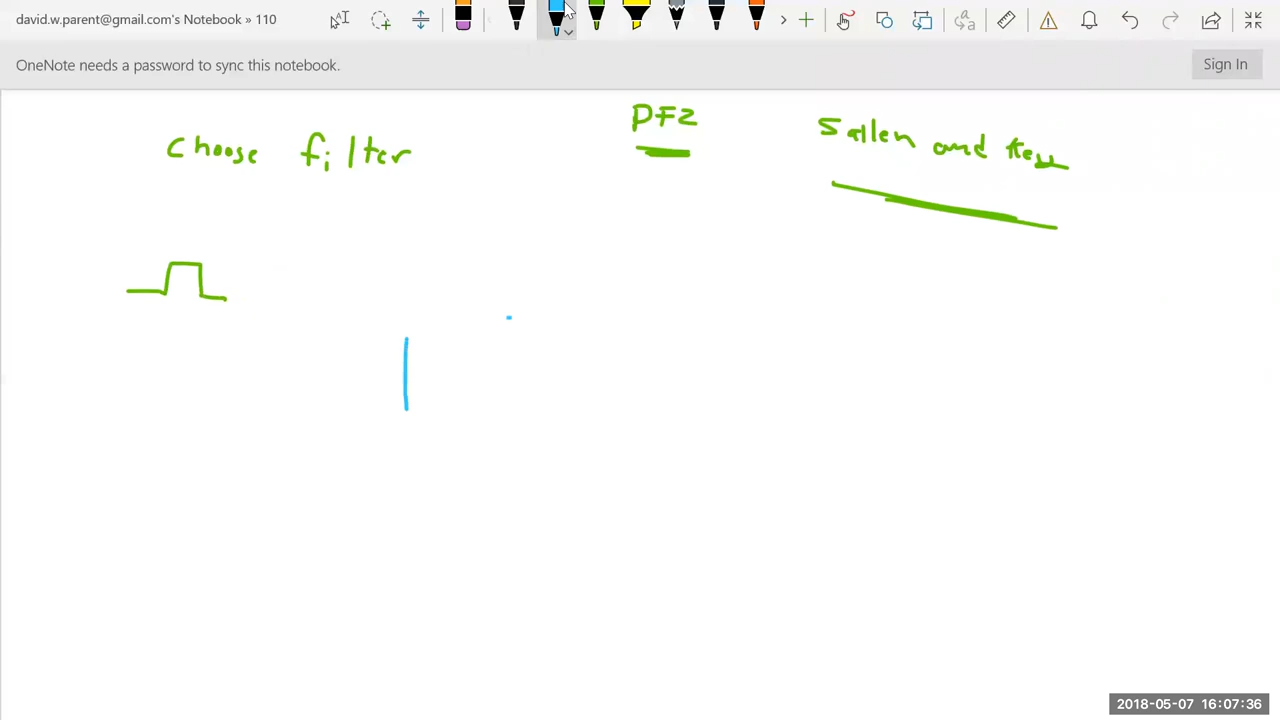 david.w.parent@gmail.com's Notebook > 110
OneNote needs a password to sync this notebook.
Sign In
Choose filter
DF2
Sallen and Key
2018-05-07 16:07:36